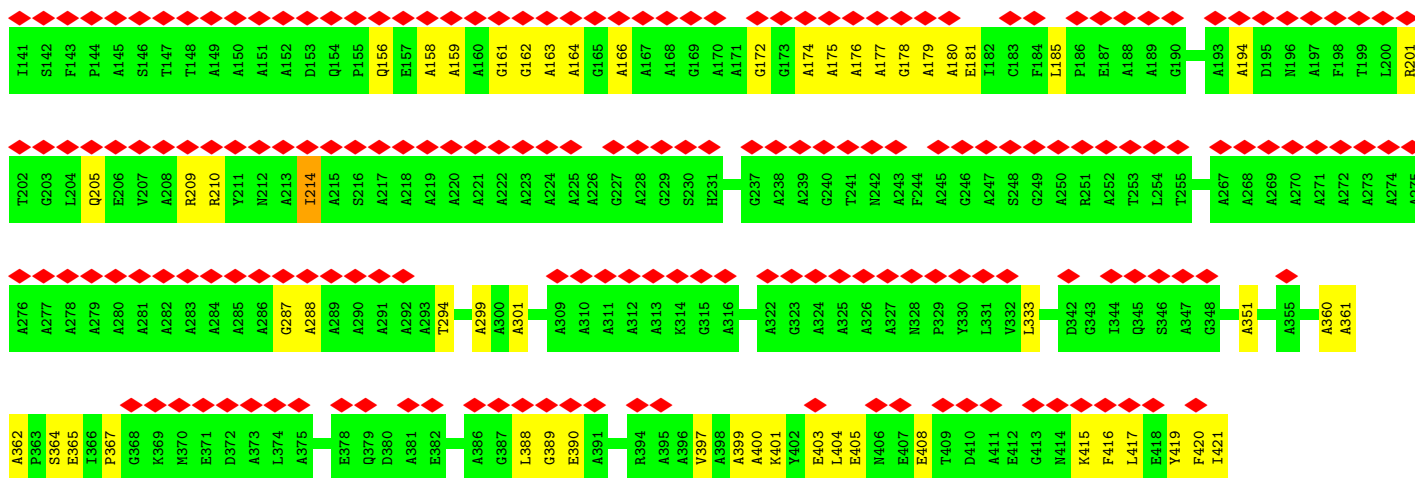 I141 S142 F143 P144 A145 S146 T147 T148 A149 A150 A151 A152 D153 Q154 P155 Q156 E157 A158 A159 A160 G161 G162 A163 A164 G165 A166 A167 A168 G169 A170 A171 G172 G173 A174 A175 A176 A177 G178 A179 A180 E181 I182 C183 F184 L185 P186 E187 A188 A189 G190 A193 A194 D195 N196 A197 F198 T199 L200 R201
T202 G203 L204 Q205 E206 V207 A208 R209 R210 Y211 N212 A213 I214 A215 S216 A217 A218 A219 A220 A221 A222 A223 A224 A225 A226 G227 A228 G229 S230 H231 G237 A238 A239 G240 T241 N242 A243 F244 A245 G246 A247 S248 G249 A250 R251 A252 T253 L254 T255 A267 A268 A269 A270 A271 A272 A273 A274 A275
A276 A277 A278 A279 A280 A281 A282 A283 A284 A285 A286 G287 A288 A289 A290 A291 A292 A293 T294 A299 A300 A301 A309 A310 A311 A312 A313 K314 G315 A316 A322 G323 A324 A325 A326 A327 N328 P329 Y330 L331 V332 L333 D342 G343 I344 Q345 S346 A347 G348 A351 A355 A360 A361
A362 P363 S364 E365 I366 P367 G368 K369 M370 E371 D372 A373 L374 A375 E378 Q379 D380 A381 E382 A386 G387 L388 G389 E390 A391 R394 A395 A396 V397 A398 A399 A400 K401 Y402 E403 L404 E405 N406 E407 E408 T409 D410 A411 E412 G413 N414 K415 F416 L417 E418 Y419 F420 I421